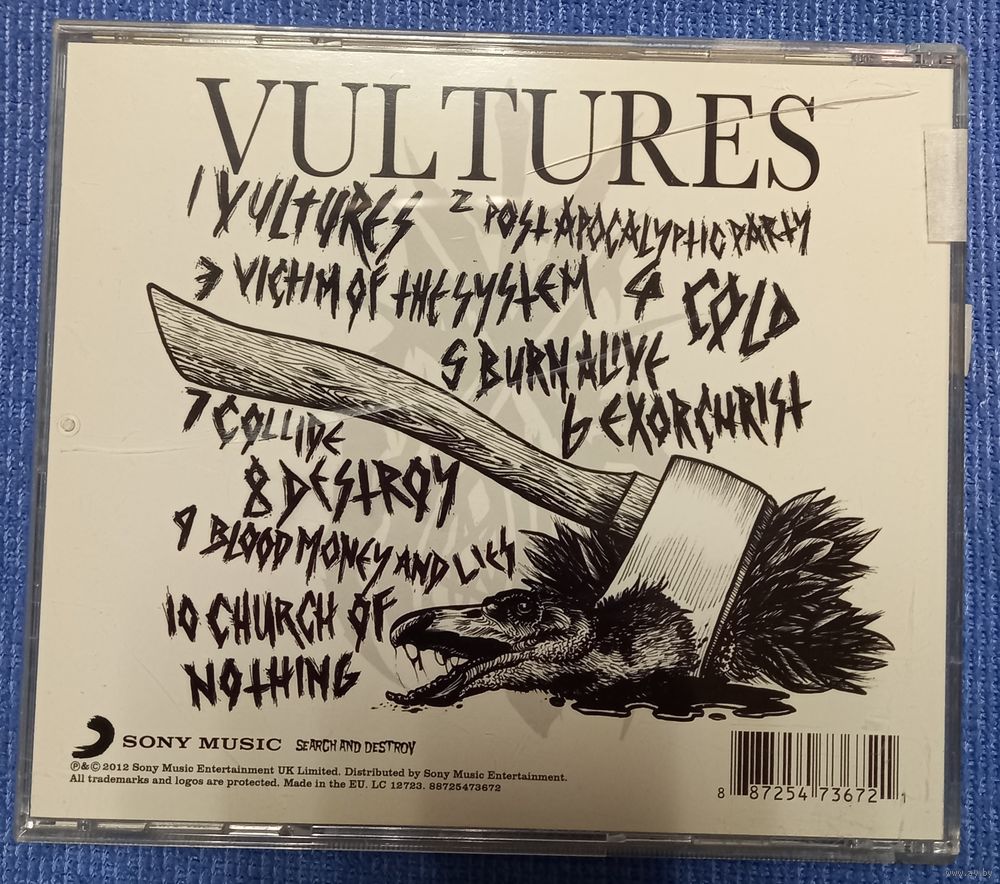 VULTURES
1 VULTURES 2 POST APOCALYPTIC PARTY
3 VICTIM OF THE SYSTEM 4 COLD
5 BURN ALIVE
6 EXORCHRIST
7 COLLIDE
8 DESTROY
9 BLOOD MONEY AND LIES
10 CHURCH OF
NOTHING
SONY MUSIC SEARCH AND DESTROY
℗&© 2012 Sony Music Entertainment UK Limited. Distributed by Sony Music Entertainment.
All trademarks and logos are protected. Made in the EU. LC 12723. 88725473672
8 87254 73672 1
www.ay.by